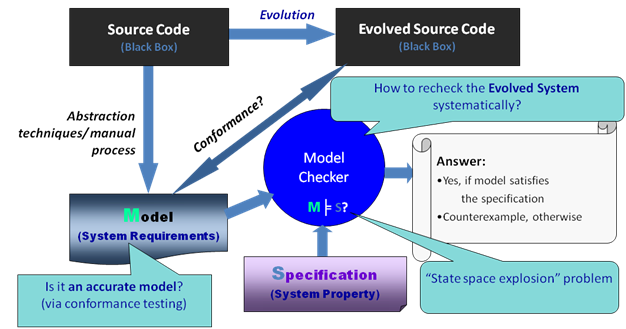 Source Code
(Black Box)
Evolution
Evolved Source Code
(Black Box)
How to recheck the Evolved System
systematically?
Abstraction
techniques/manual
process
Conformance?
Model
Checker
M ⊨ S?
Answer:
•Yes, if model satisfies
the specification
•Counterexample, otherwise
Model
(System Requirements)
Is it an accurate model?
(via conformance testing)
Specification
(System Property)
“State space explosion” problem